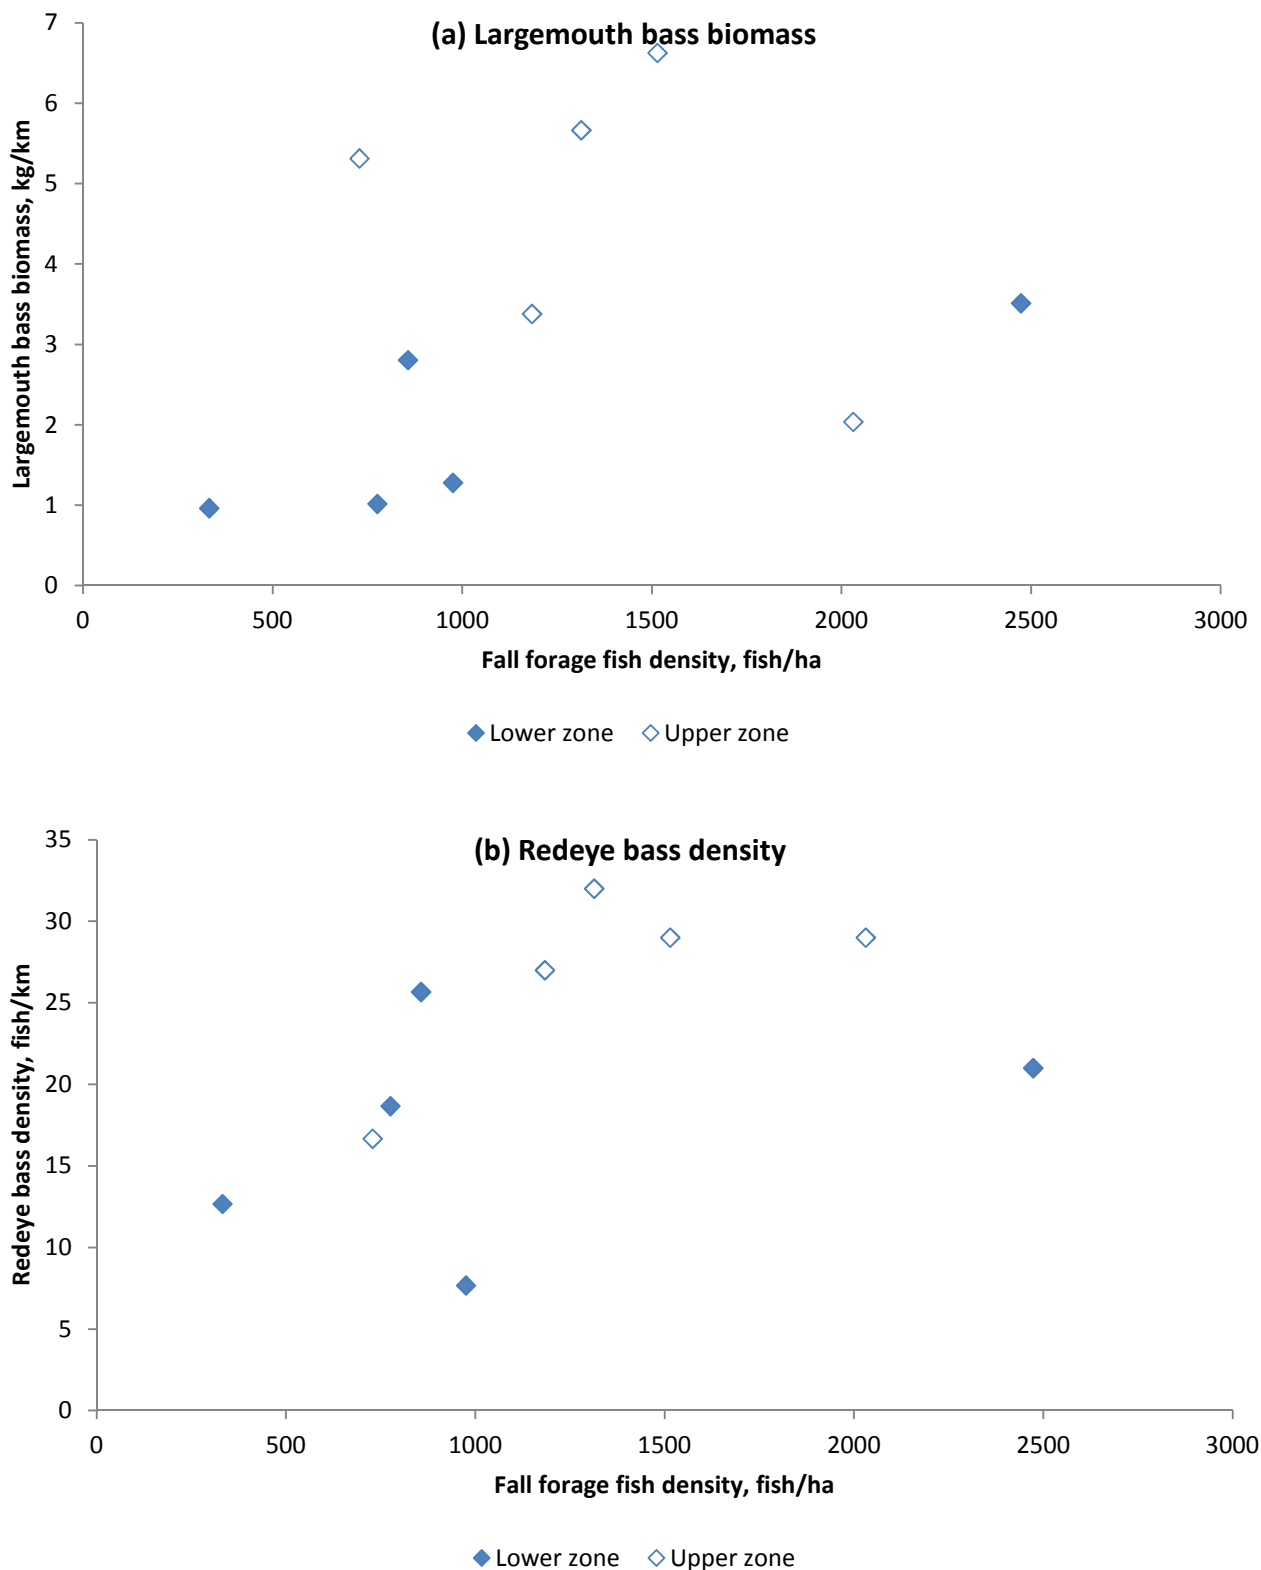 (a) Largemouth bass biomass
Largemouth bass biomass, kg/km
7
6
5
4
3
2
1
0
0 500 1000 1500 2000 2500 3000
Fall forage fish density, fish/ha
Lower zone Upper zone
(b) Redeye bass density
Redeye bass density, fish/km
35
30
25
20
15
10
5
0
0 500 1000 1500 2000 2500 3000
Fall forage fish density, fish/ha
Lower zone Upper zone